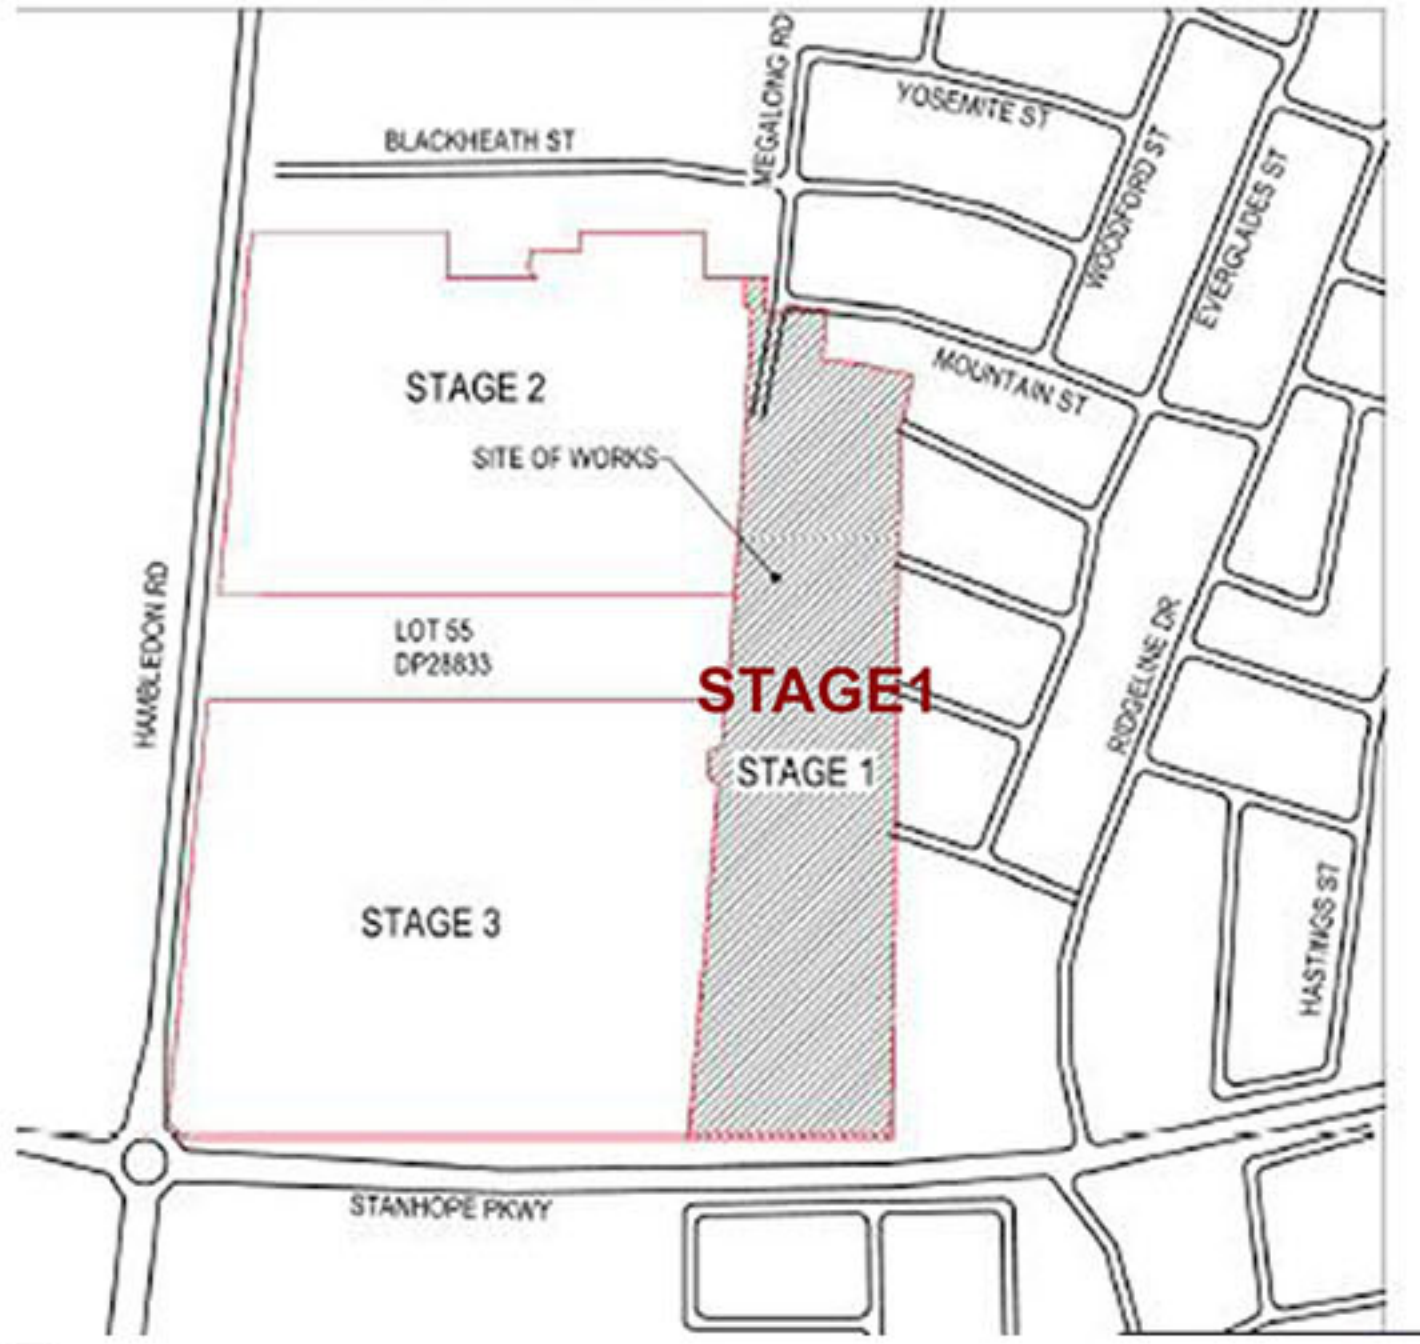 MEGALONG RD
YOSEMITE ST
BLACKHEATH ST
WOODSFORD ST
EVERGLADES ST
STAGE 2
MOUNTAIN ST
SITE OF WORKS
HAMBLEDON RD
LOT 55
DP28833
RIDGELINE DR
STAGE1
STAGE 1
STAGE 3
HASTINGS ST
STANHOPE PKWY